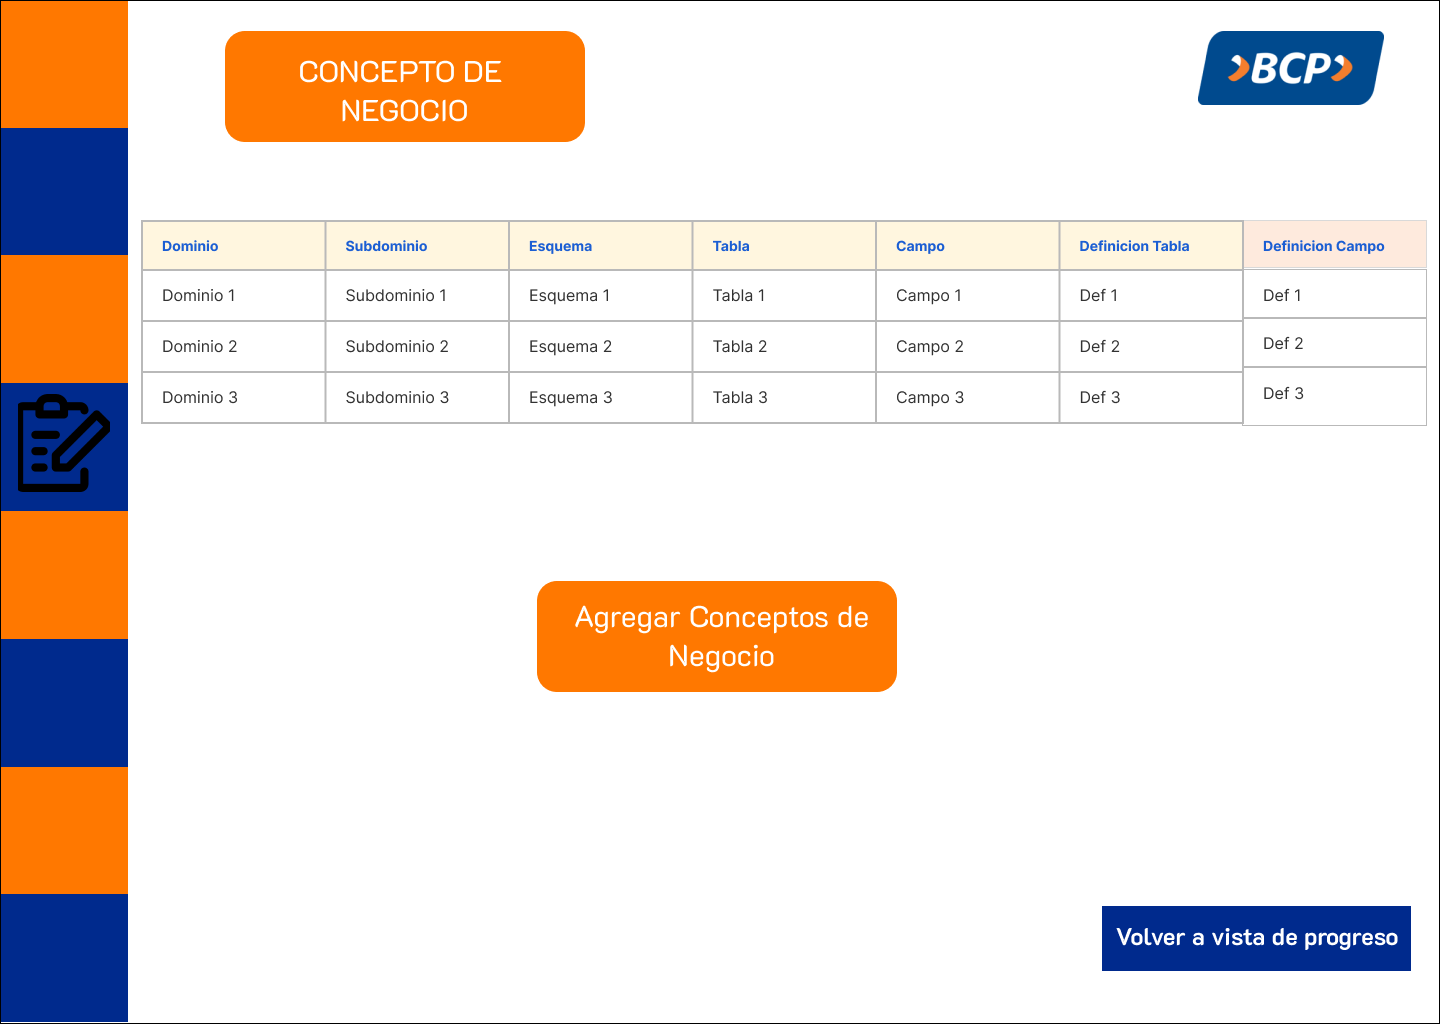 CONCEPTO DE
NEGOCIO
BCP
Dominio Subdominio Esquema Tabla Campo Definicion Tabla Definicion Campo
Dominio 1 Subdominio 1 Esquema 1 Tabla 1 Campo 1 Def 1 Def 1
Dominio 2 Subdominio 2 Esquema 2 Tabla 2 Campo 2 Def 2 Def 2
Dominio 3 Subdominio 3 Esquema 3 Tabla 3 Campo 3 Def 3 Def 3
Agregar Conceptos de
Negocio
Volver a vista de progreso